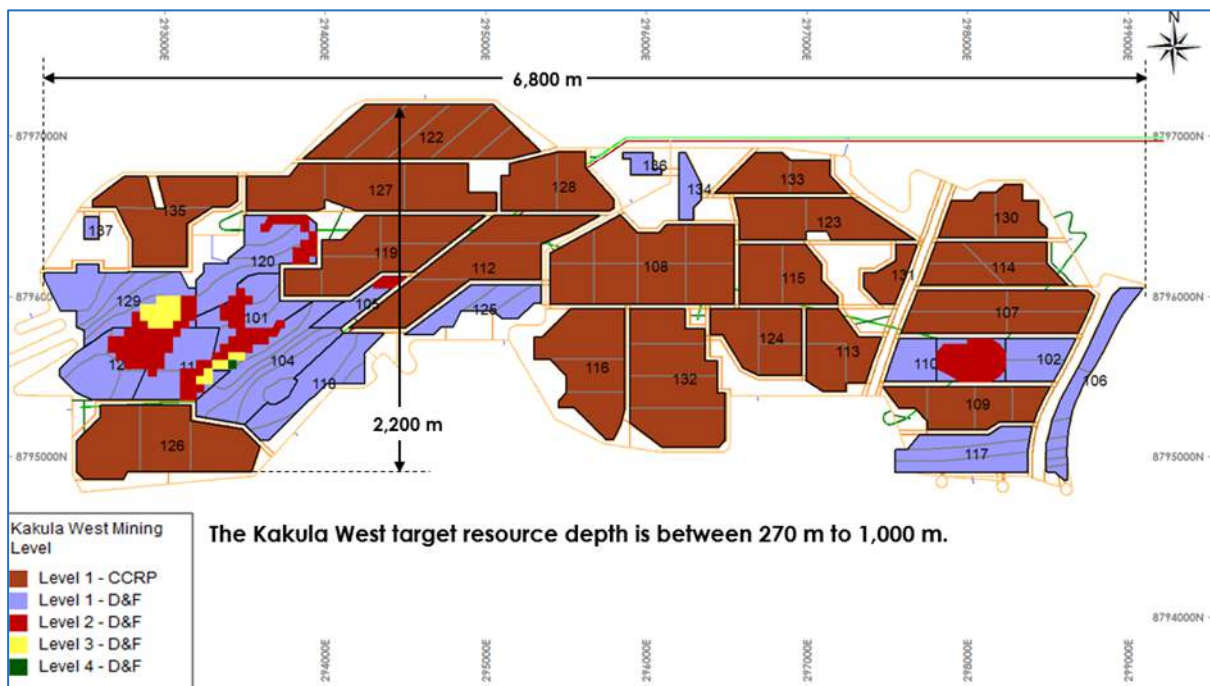 293000E 294000E 295000E 296000E 297000E 298000E 299000E
N
6,800 m
8797000N
8797000N
122
136
133
134
127
128
135
123
130
137
119
120
112
108
115
131
114
8796000N
8796000N
129
105
125
101
107
124
113
104
116
132
110
102
106
118
109
2,200 m
126
117
8795000N
8795000N
Kakula West Mining
Level
Level 1 - CCRP
Level 1 - D&F
Level 2 - D&F
Level 3 - D&F
Level 4 - D&F
The Kakula West target resource depth is between 270 m to 1,000 m.
8794000N
294000E 295000E 296000E 297000E 298000E 299000E